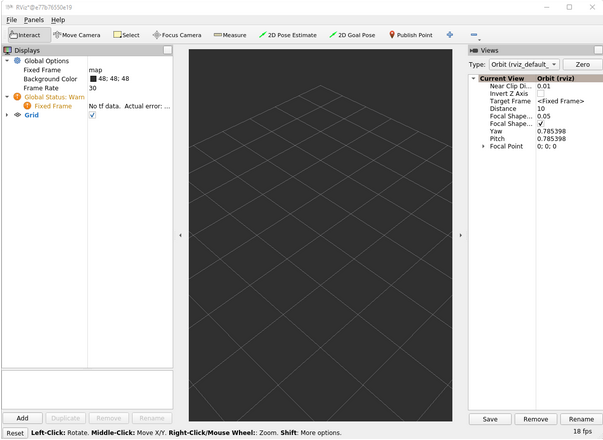 RViz*@e77b76550e19
File Panels Help
Interact Move Camera Select Focus Camera Measure 2D Pose Estimate 2D Goal Pose Publish Point
Displays
Global Options
Fixed Frame map
Background Color 48; 48; 48
Frame Rate 30
Global Status: Warn
Fixed Frame No tf data. Actual error: ...
Grid
Add Duplicate Remove Rename
Views
Type: Orbit (rviz_default_ Zero
Current View Orbit (rviz)
Near Clip Di... 0.01
Invert Z Axis
Target Frame <Fixed Frame>
Distance 10
Focal Shape... 0.05
Focal Shape...
Yaw 0.785398
Pitch 0.785398
Focal Point 0; 0; 0
Save Remove Rename
Reset Left-Click: Rotate. Middle-Click: Move X/Y. Right-Click/Mouse Wheel:: Zoom. Shift: More options. 18 fps